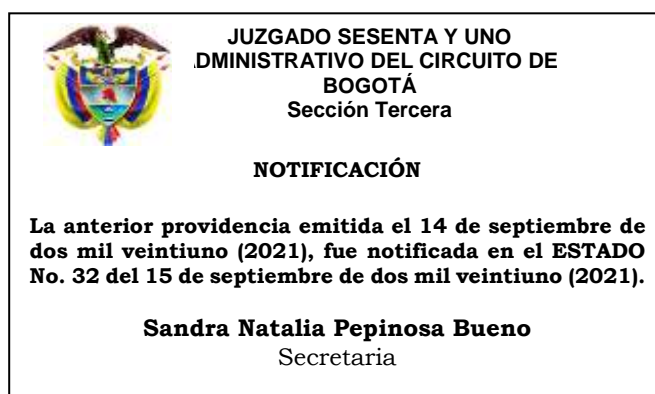 JUZGADO SESENTA Y UNO
DMINISTRATIVO DEL CIRCUITO DE
BOGOTÁ
Sección Tercera
NOTIFICACIÓN
La anterior providencia emitida el 14 de septiembre de
dos mil veintiuno (2021), fue notificada en el ESTADO
No. 32 del 15 de septiembre de dos mil veintiuno (2021).
Sandra Natalia Pepinosa Bueno
Secretaria